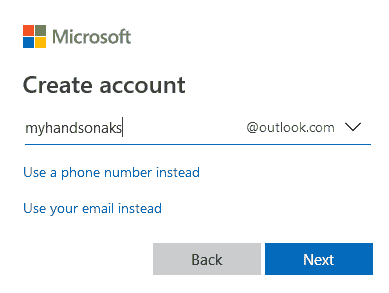 Microsoft
Create account
myhandsonaks @outlook.com
Use a phone number instead
Use your email instead
Back Next